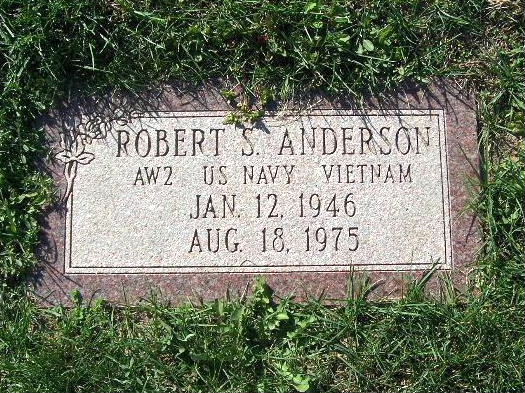 ROBERT S. ANDERSON
AW2 US NAVY VIETNAM
JAN. 12, 1946
AUG. 18, 1975